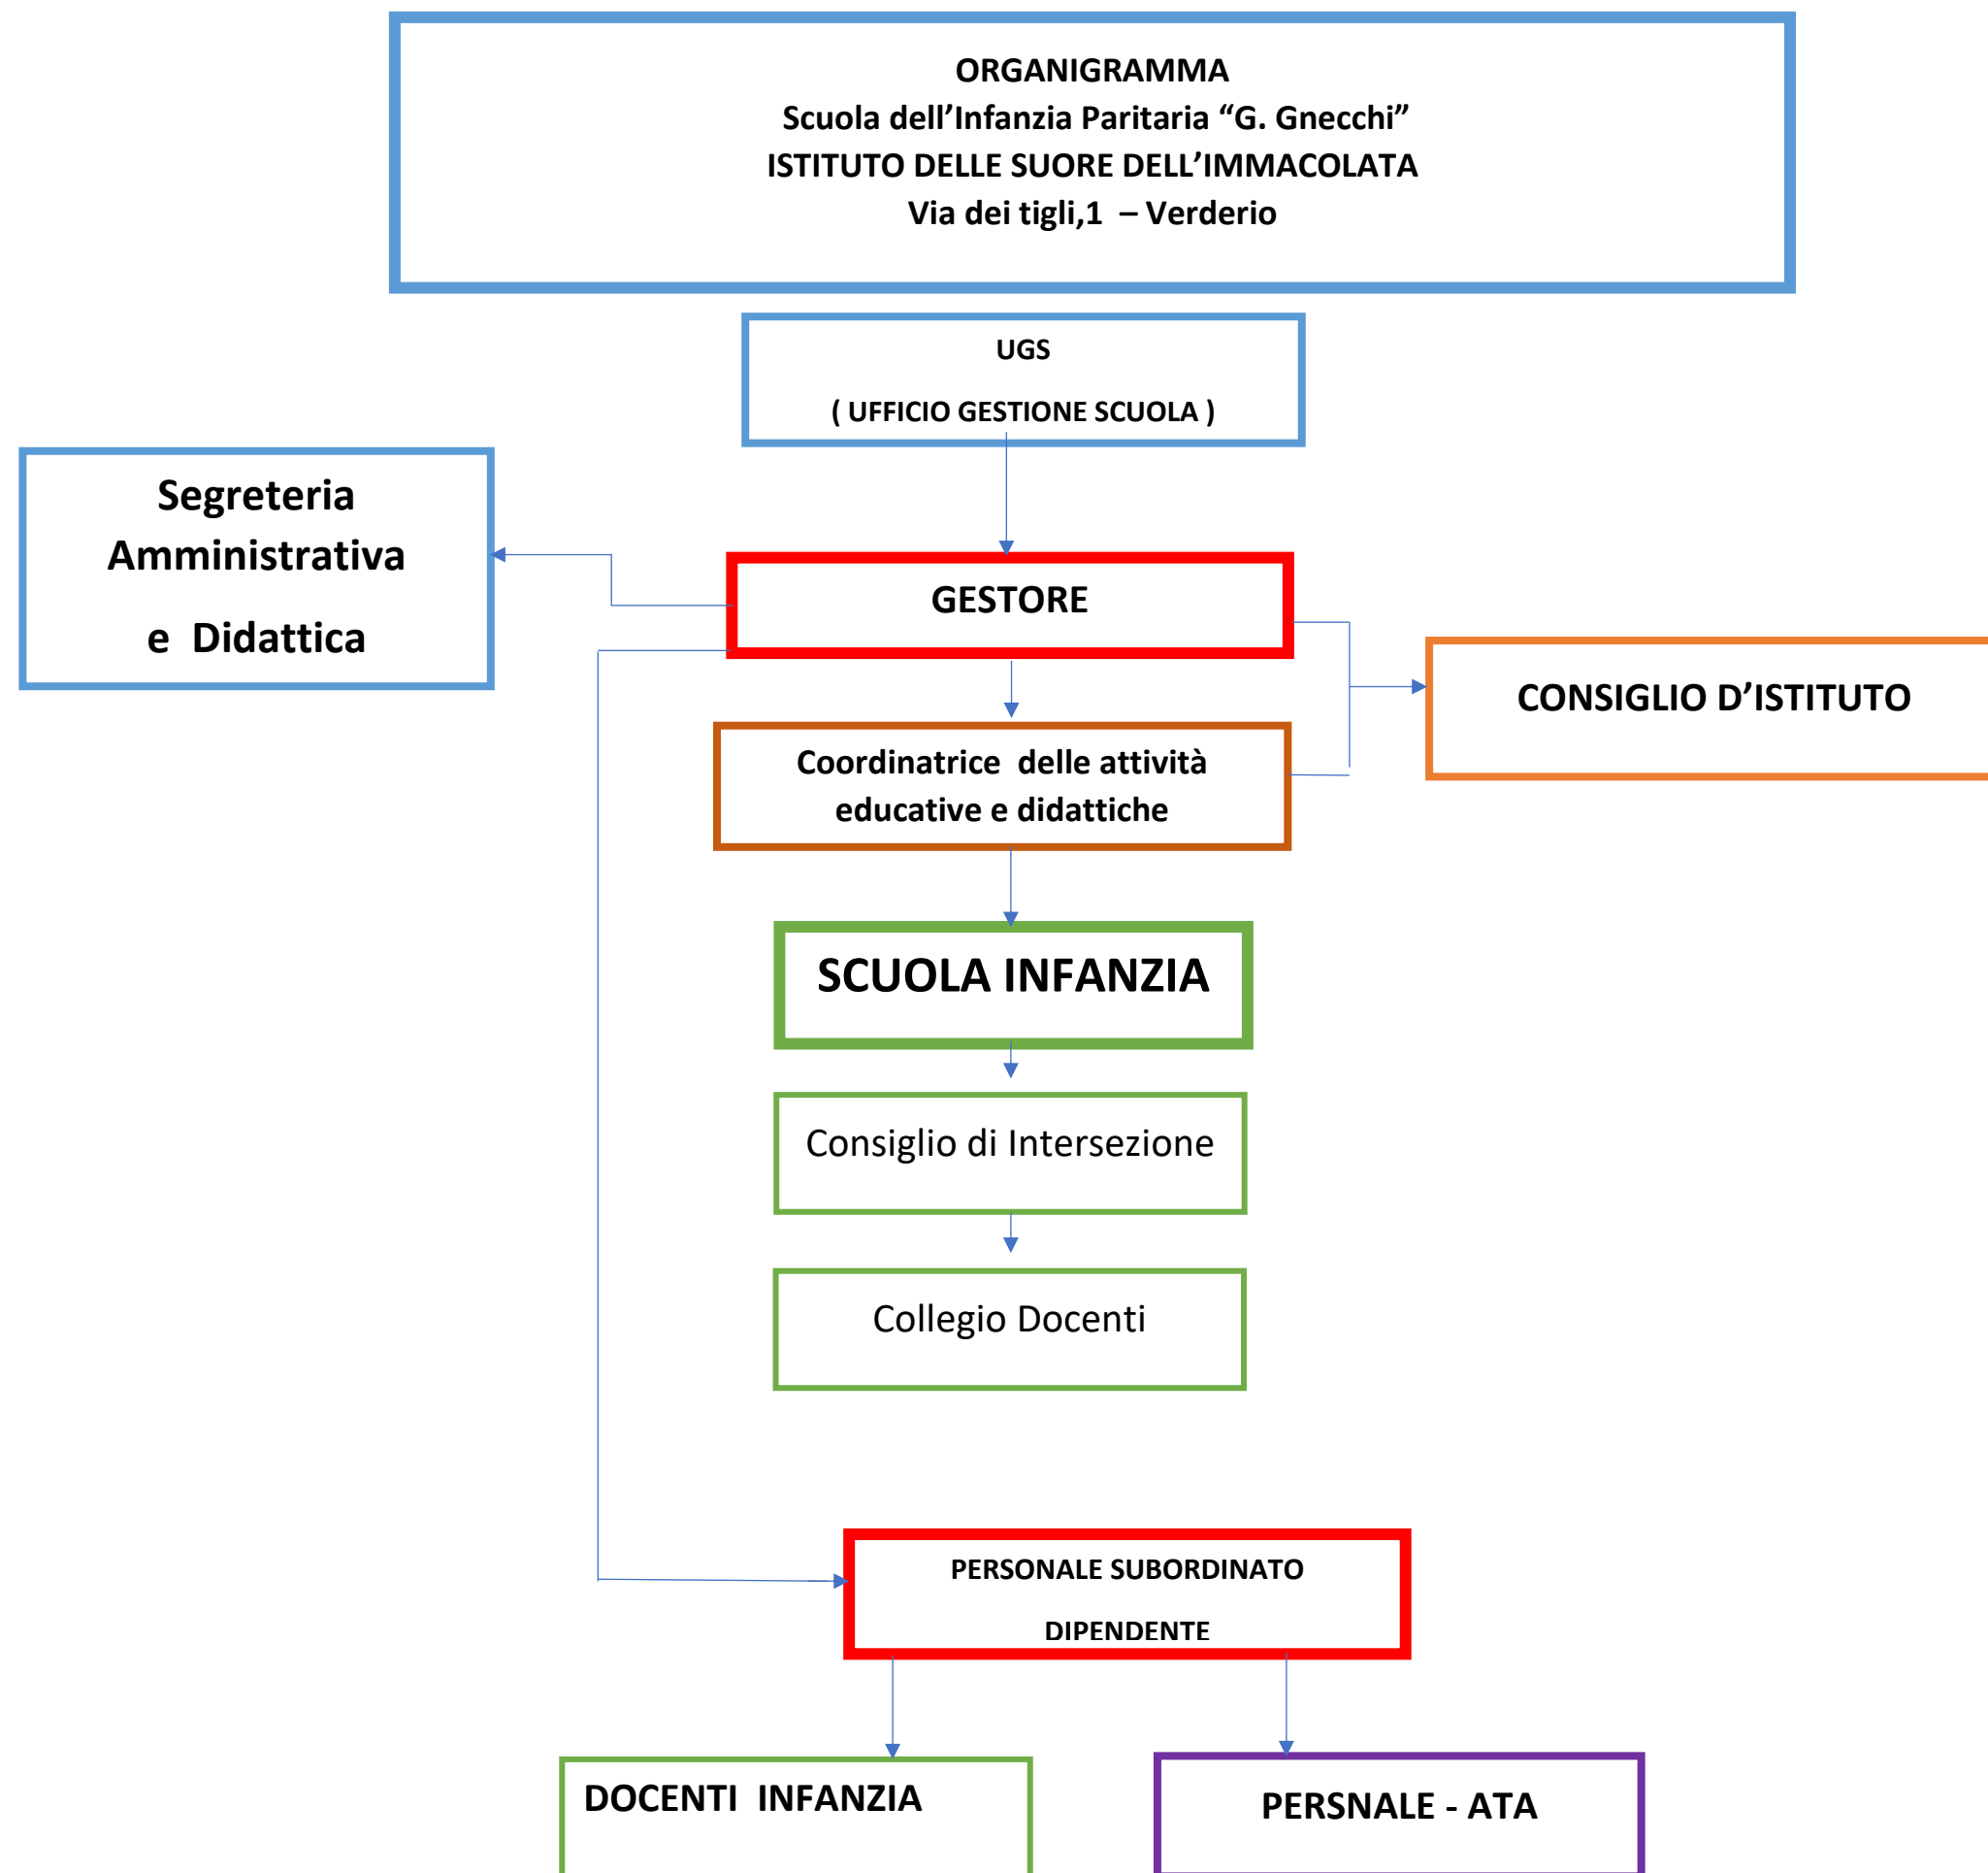 ORGANIGRAMMA
Scuola dell’Infanzia Paritaria “G. Gnecchi”
ISTITUTO DELLE SUORE DELL’IMMACOLATA
Via dei tigli,1 – Verderio
UGS
( UFFICIO GESTIONE SCUOLA )
Segreteria
Amministrativa
e Didattica
GESTORE
CONSIGLIO D’ISTITUTO
Coordinatrice delle attività
educative e didattiche
SCUOLA INFANZIA
Consiglio di Intersezione
Collegio Docenti
PERSONALE SUBORDINATO
DIPENDENTE
DOCENTI INFANZIA
PERSNALE - ATA